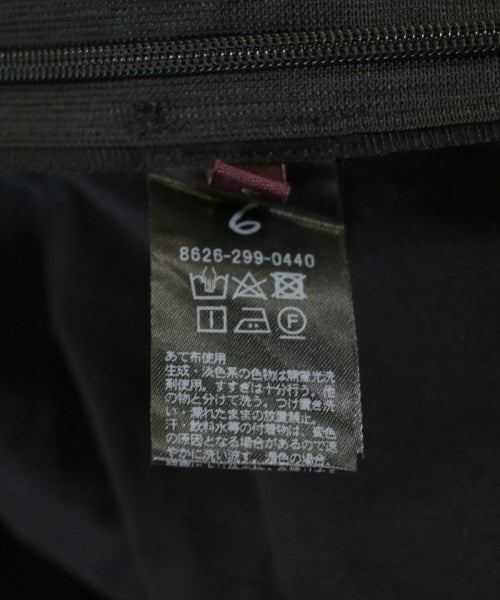 6
8626-299-0440
F
あて布使用
生成・淡色系の色物は無蛍光洗
剤使用。すすぎは十分行う。他
の物と分けて洗う。つけ置き洗
い・濡れたままの放置禁止。
汗・飲料水等の付着物は、変色
の原因となる場合があるので速
やかに洗い流す。濃色の場合、